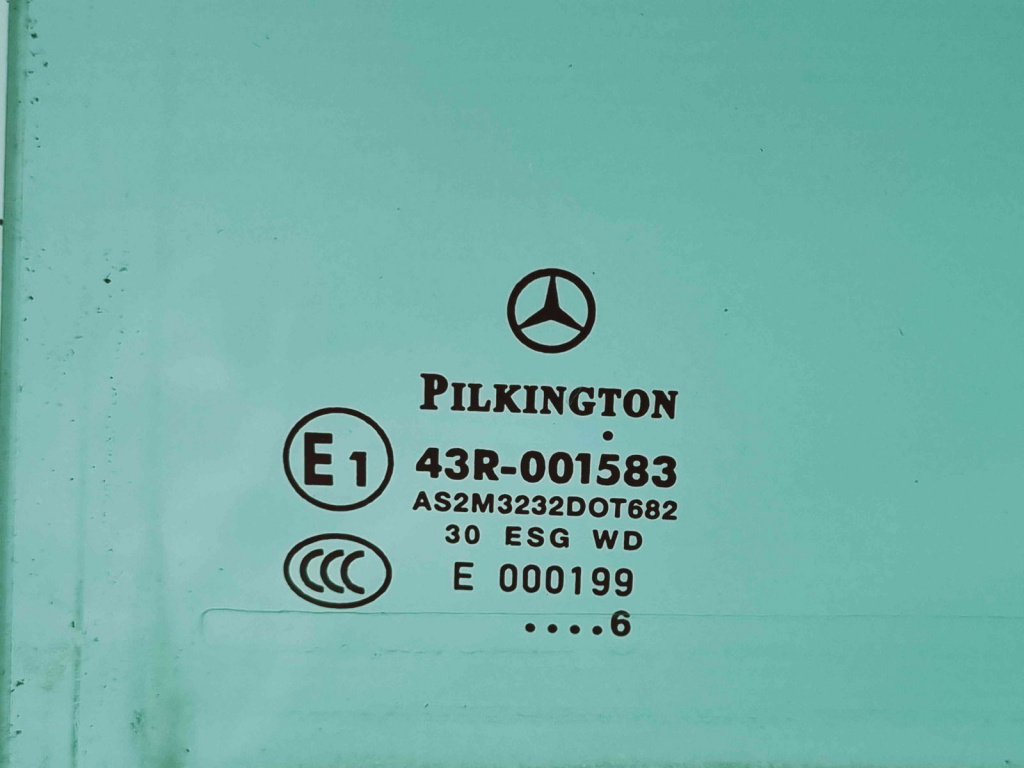 PILKINGTON
E1 43R-001583
AS2M3232DOT682
30 ESG WD
CCC E 000199
....6